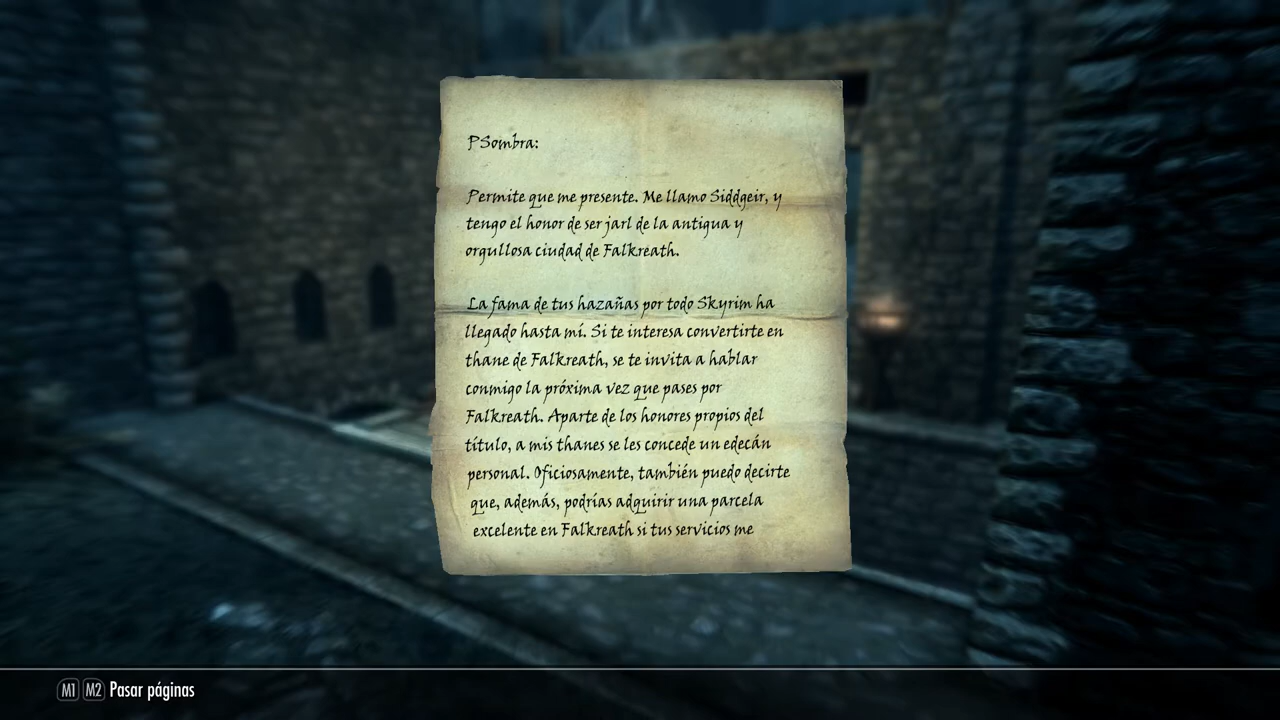 PSombra:
Permite que me presente. Me llamo Siddgeir, y
tengo el honor de ser jarl de la antigua y
orgullosa ciudad de Falkreath.
La fama de tus hazañas por todo Skyrim ha
llegado hasta mí. Si te interesa convertirte en
thane de Falkreath, se te invita a hablar
conmigo la próxima vez que pases por
Falkreath. Aparte de los honores propios del
título, a mis thanes se les concede un edecán
personal. Oficiosamente, también puedo decirte
que, además, podrías adquirir una parcela
excelente en Falkreath si tus servicios me
M1 M2 Pasar páginas